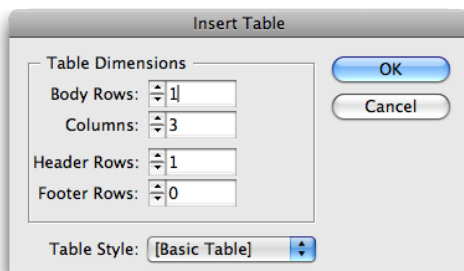 Insert Table
Table Dimensions
Body Rows: 1
Columns: 3
Header Rows: 1
Footer Rows: 0
Table Style: [Basic Table]
OK
Cancel